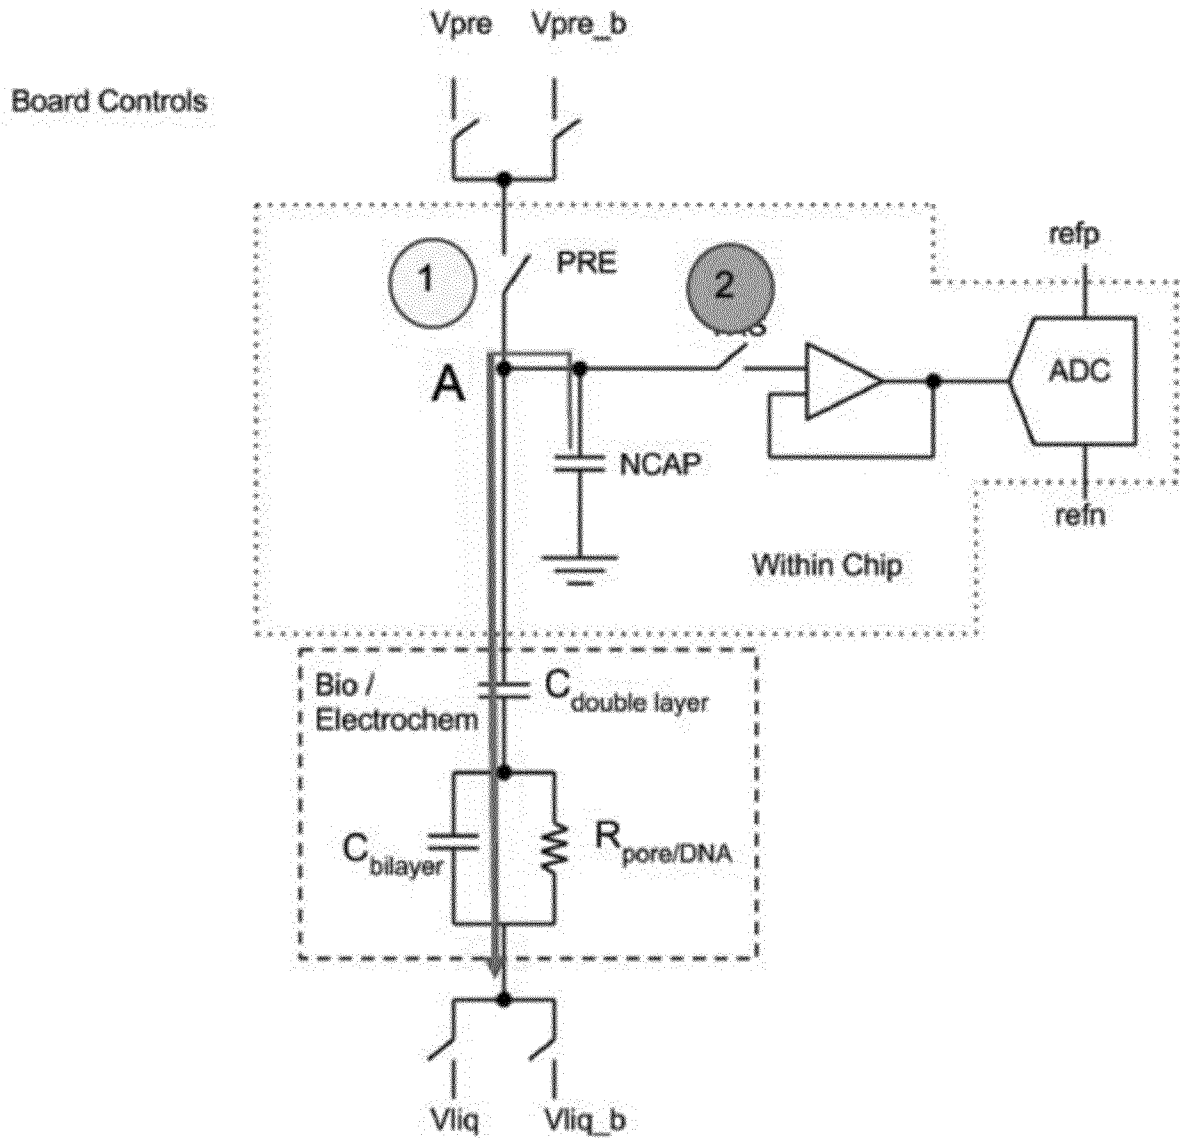 Vpre Vpre_b
Board Controls
refp
1
PRE
2
A
ADC
NCAP
refn
Within Chip
Bio /
Electrochem
C double layer
C bilayer
R pore/DNA
Vliq Vliq_b